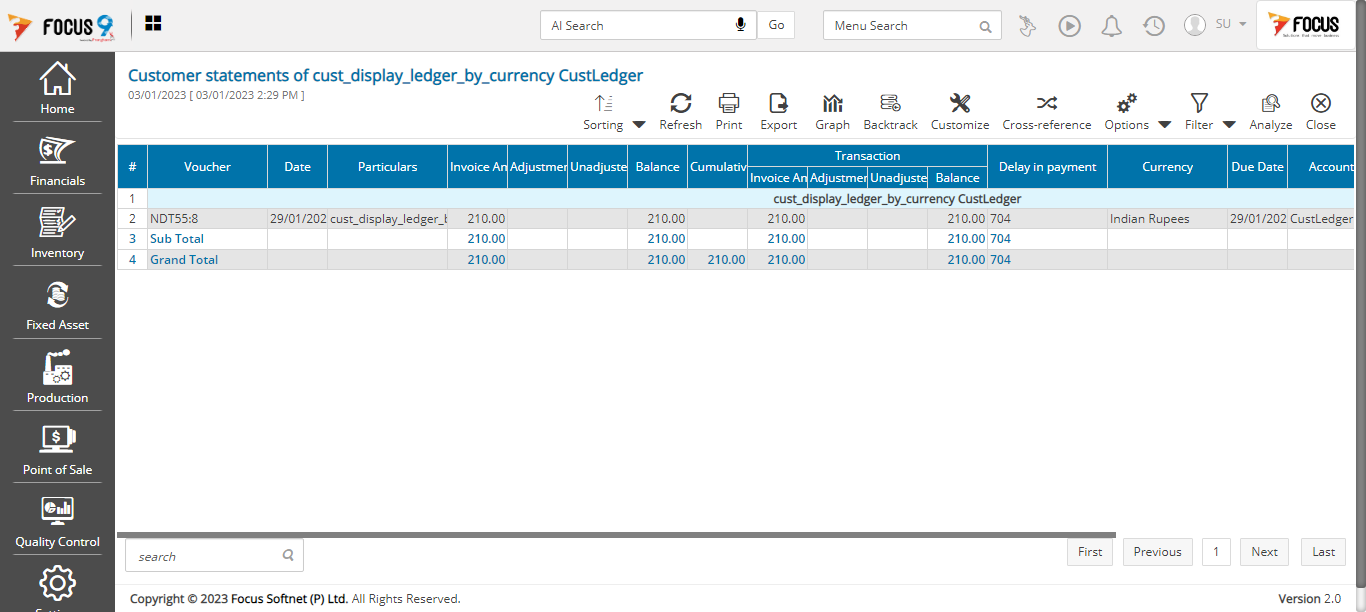 FOCUS 9
AI Search
Go
Menu Search
SU
FOCUS
Home
Financials
Inventory
Fixed Asset
Production
Point of Sale
Quality Control
Customer statements of cust_display_ledger_by_currency CustLedger
03/01/2023 [ 03/01/2023 2:29 PM ]
Sorting Refresh Print Export Graph Backtrack Customize Cross-reference Options Filter Analyze Close
Transaction
# Voucher Date Particulars Invoice An Adjustmer Unadjuste Balance Cumulativ Delay in payment Currency Due Date Account
Invoice An Adjustmer Unadjuste Balance
1 cust_display_ledger_by_currency CustLedger
2 NDT55:8 29/01/202 cust_display_ledger_b 210.00 210.00 210.00 210.00 704 Indian Rupees 29/01/202 CustLedger
3 Sub Total 210.00 210.00 210.00 210.00 704
4 Grand Total 210.00 210.00 210.00 210.00 210.00 704
search
First Previous 1 Next Last
Copyright © 2023 Focus Softnet (P) Ltd. All Rights Reserved.
Version 2.0